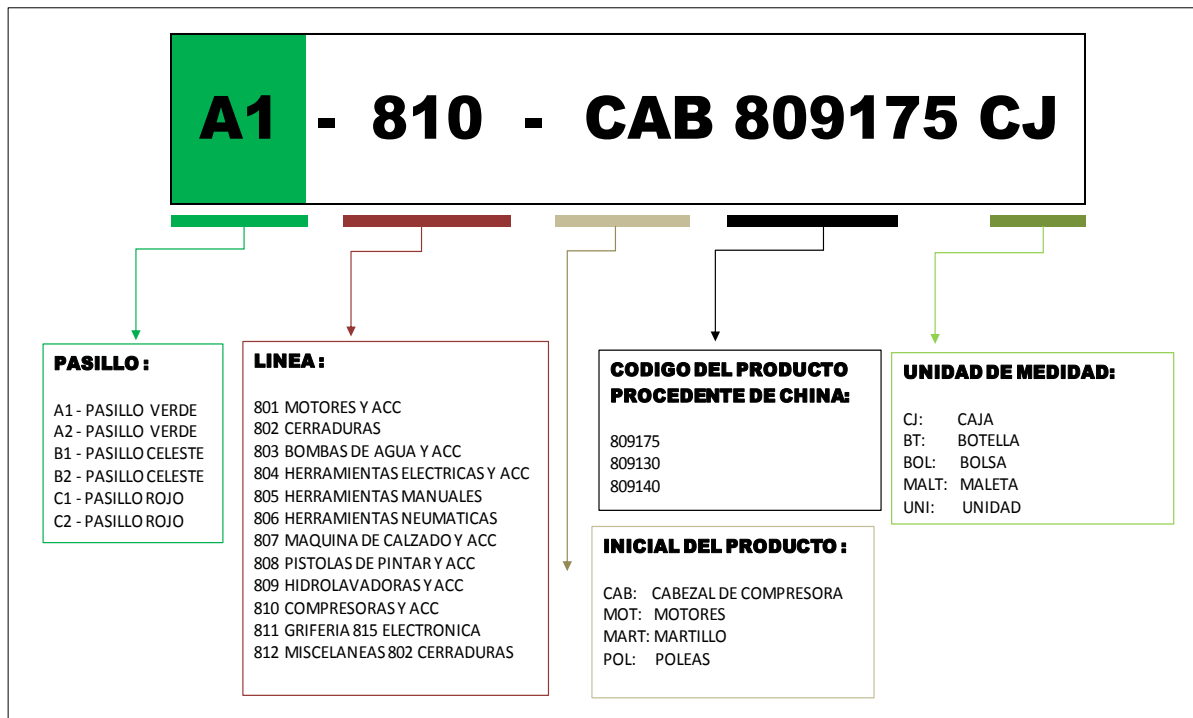 A1 - 810 - CAB 809175 CJ
PASILLO :
A1 - PASILLO VERDE
A2 - PASILLO VERDE
B1 - PASILLO CELESTE
B2 - PASILLO CELESTE
C1 - PASILLO ROJO
C2 - PASILLO ROJO
LINEA :
801 MOTORES Y ACC
802 CERRADURAS
803 BOMBAS DE AGUA Y ACC
804 HERRAMIENTAS ELECTRICAS Y ACC
805 HERRAMIENTAS MANUALES
806 HERRAMIENTAS NEUMATICAS
807 MAQUINA DE CALZADO Y ACC
808 PISTOLAS DE PINTAR Y ACC
809 HIDROLAVADORAS Y ACC
810 COMPRESORAS Y ACC
811 GRIFERIA 815 ELECTRONICA
812 MISCELANEAS 802 CERRADURAS
CODIGO DEL PRODUCTO
PROCEDENTE DE CHINA:
809175
809130
809140
INICIAL DEL PRODUCTO :
CAB: CABEZAL DE COMPRESORA
MOT: MOTORES
MART: MARTILLO
POL: POLEAS
UNIDAD DE MEDIDAD:
CJ: CAJA
BT: BOTELLA
BOL: BOLSA
MALT: MALETA
UNI: UNIDAD